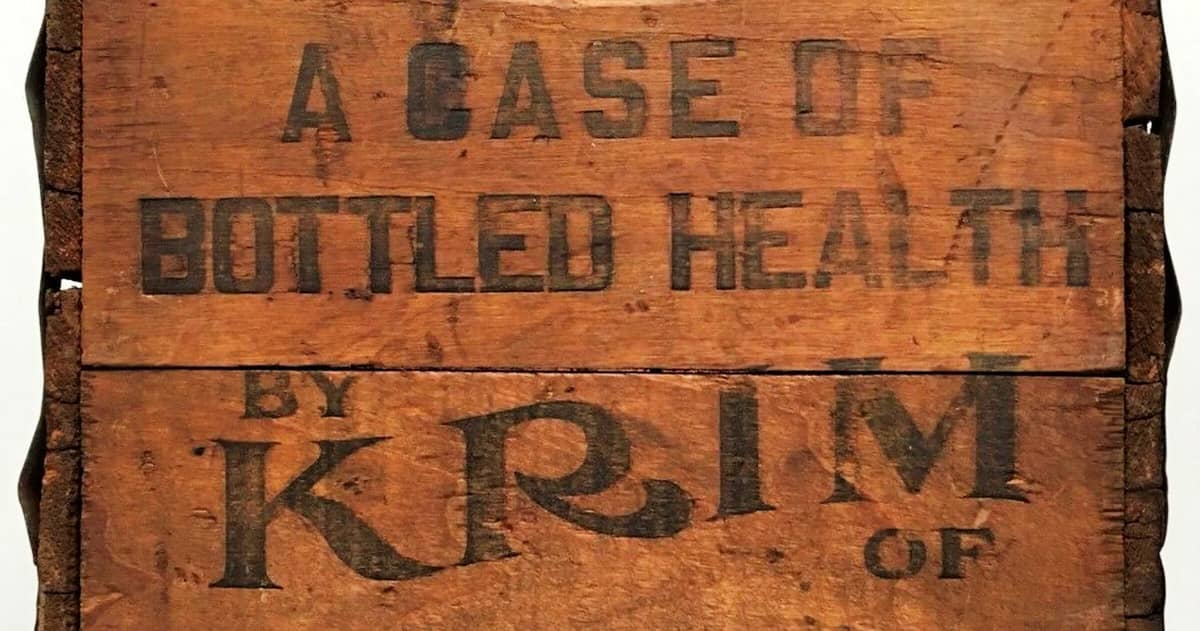 A CASE OF
BOTTLED HEALTH
BY
KRIM
OF